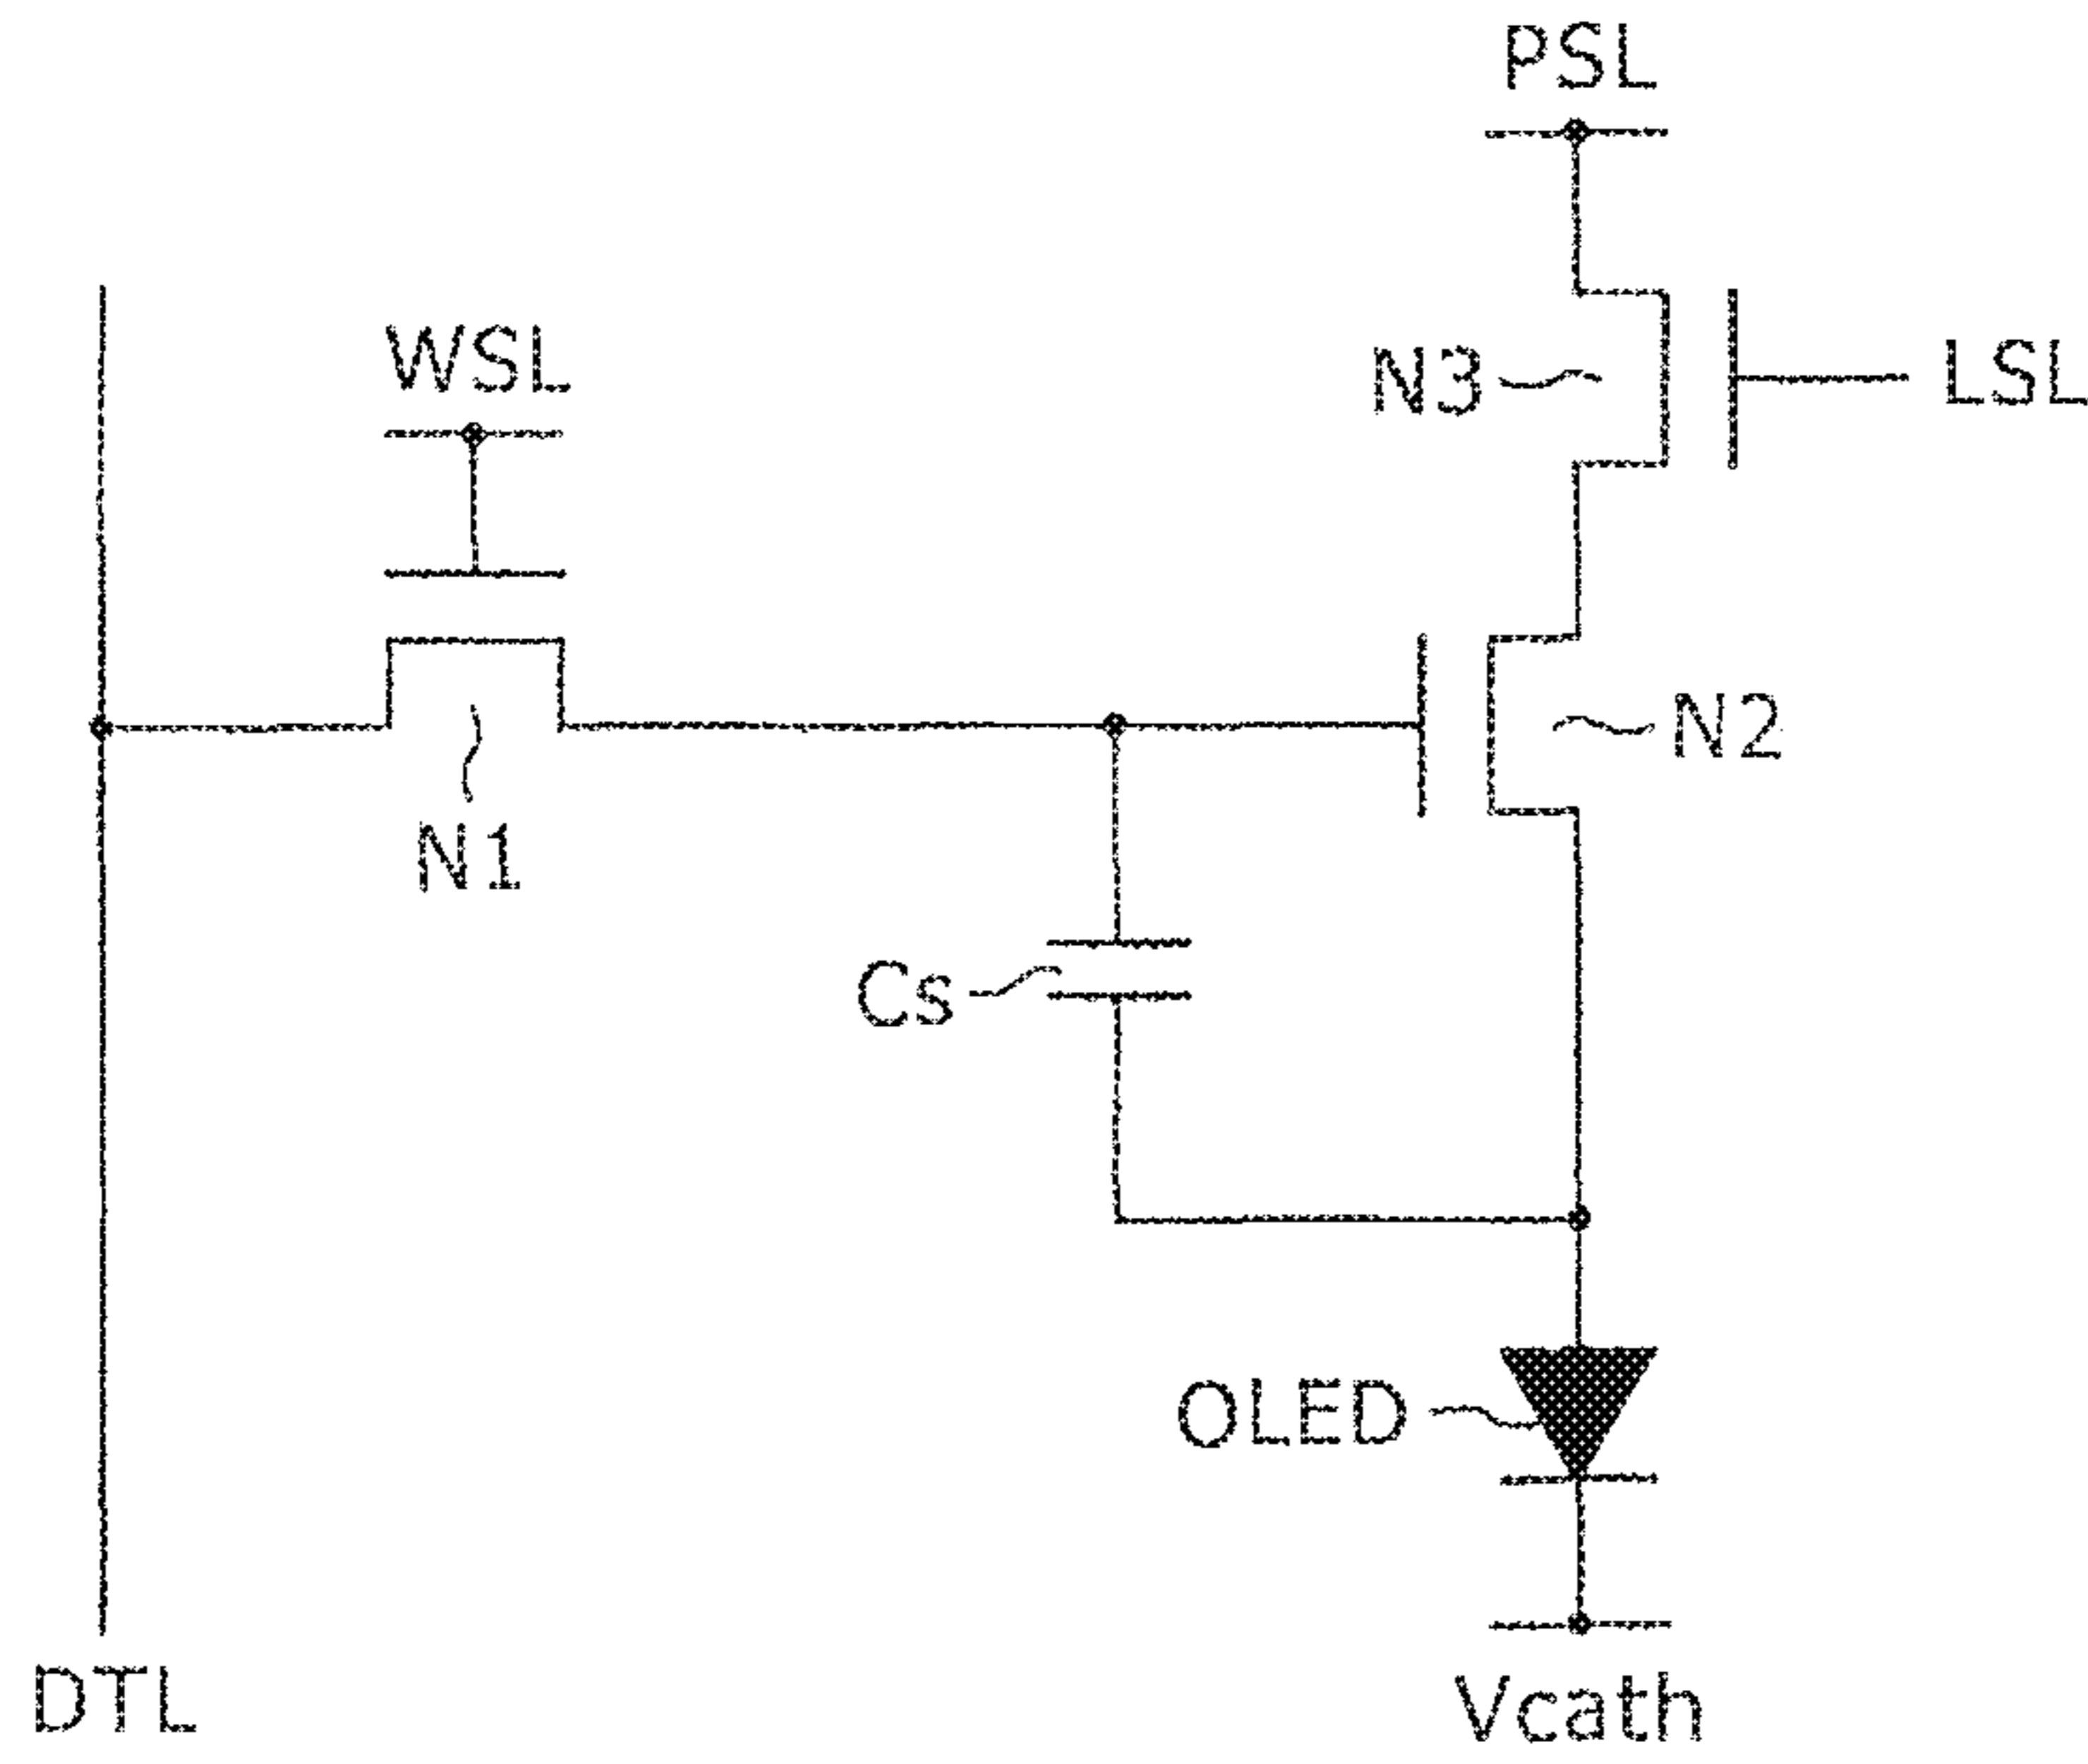 PSL
WSL
N3
LSL
N2
N1
Cs
OLED
DTL
Vcath